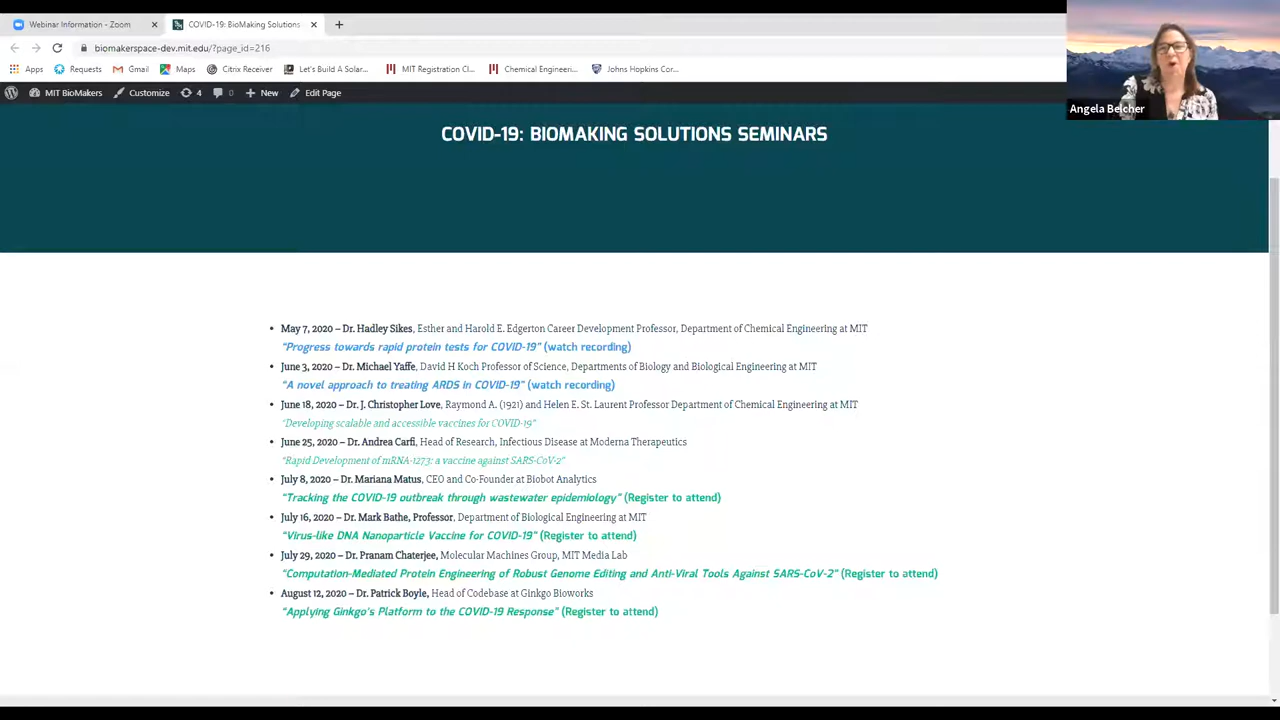 Webinar Information - Zoom
COVID-19: BioMaking Solutions
biomakerspace-dev.mit.edu/?page_id=216
Apps Requests Gmail Maps Citrix Receiver Let's Build A Solar... MIT Registration Cl... Chemical Engineeri... Johns Hopkins Cor...
MIT BioMakers Customize 4 0 New Edit Page
Angela Belcher
COVID-19: BIOMAKING SOLUTIONS SEMINARS
• May 7, 2020 – Dr. Hadley Sikes, Esther and Harold E. Edgerton Career Development Professor, Department of Chemical Engineering at MIT
“Progress towards rapid protein tests for COVID-19” (watch recording)
• June 3, 2020 – Dr. Michael Yaffe, David H Koch Professor of Science, Departments of Biology and Biological Engineering at MIT
“A novel approach to treating ARDS in COVID-19” (watch recording)
• June 18, 2020 – Dr. J. Christopher Love, Raymond A. (1921) and Helen E. St. Laurent Professor Department of Chemical Engineering at MIT
“Developing scalable and accessible vaccines for COVID-19”
• June 25, 2020 – Dr. Andrea Carfi, Head of Research, Infectious Disease at Moderna Therapeutics
“Rapid Development of mRNA-1273: a vaccine against SARS-CoV-2”
• July 8, 2020 – Dr. Mariana Matus, CEO and Co-Founder at Biobot Analytics
“Tracking the COVID-19 outbreak through wastewater epidemiology” (Register to attend)
• July 16, 2020 – Dr. Mark Bathe, Professor, Department of Biological Engineering at MIT
“Virus-like DNA Nanoparticle Vaccine for COVID-19” (Register to attend)
• July 29, 2020 – Dr. Pranam Chaterjee, Molecular Machines Group, MIT Media Lab
“Computation-Mediated Protein Engineering of Robust Genome Editing and Anti-Viral Tools Against SARS-CoV-2” (Register to attend)
• August 12, 2020 – Dr. Patrick Boyle, Head of Codebase at Ginkgo Bioworks
“Applying Ginkgo's Platform to the COVID-19 Response” (Register to attend)